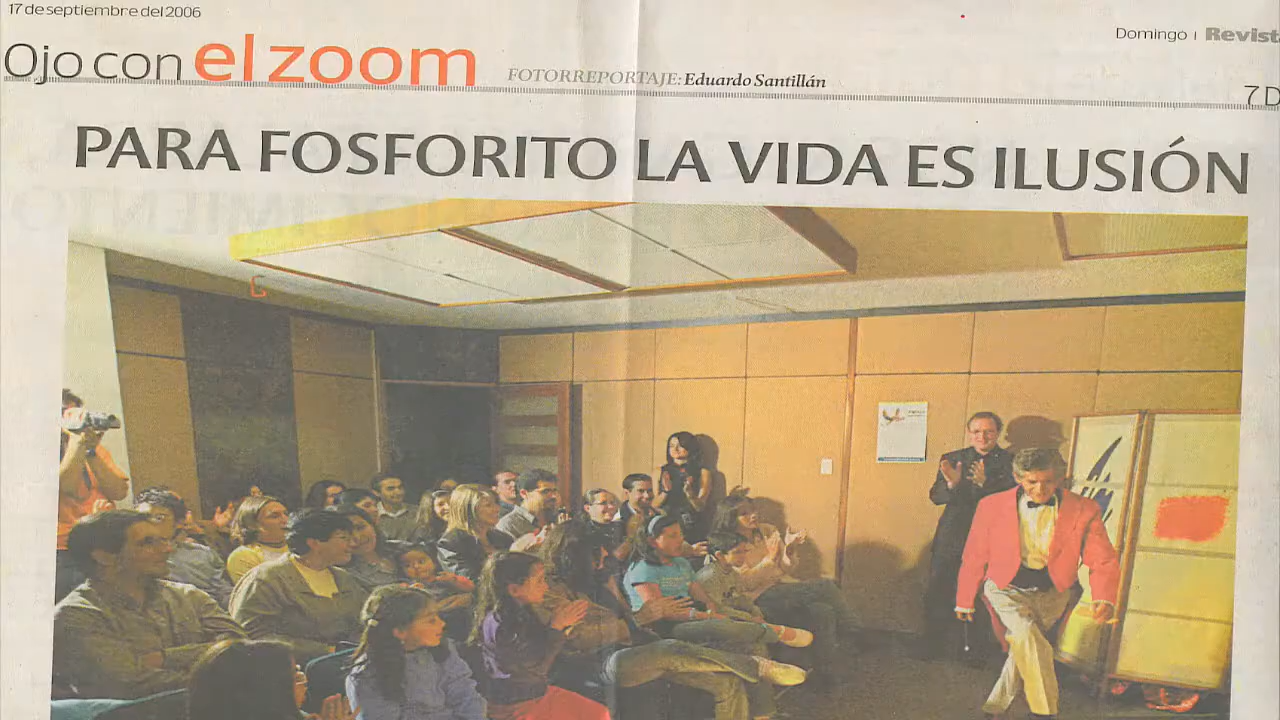 17 de septiembre del 2006
Domingo | Revist
Ojo con el zoom
FOTORREPORTAJE: Eduardo Santillán
7 D
PARA FOSFORITO LA VIDA ES ILUSIÓN